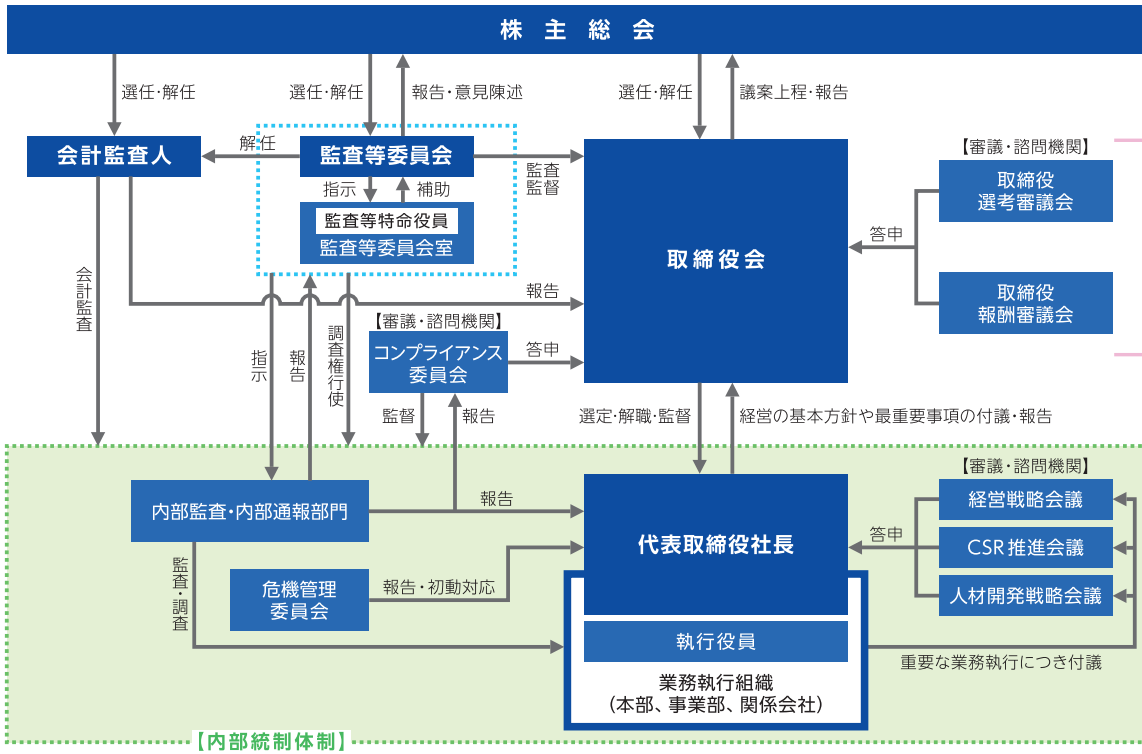 株主総会
選任・解任
選任・解任
報告・意見陳述
選任・解任
議案上程・報告
会計監査人
解任
監査等委員会
監査
監督
指示
補助
監査等特命役員
監査等委員会室
取締役会
【審議・諮問機関】
取締役
選考審議会
答申
取締役
報酬審議会
会計監査
報告
指示
報告
調査権行使
【審議・諮問機関】
コンプライアンス
委員会
答申
監督
報告
選定・解職・監督
経営の基本方針や最重要事項の付議・報告
内部監査・内部通報部門
報告
代表取締役社長
【審議・諮問機関】
経営戦略会議
CSR推進会議
人材開発戦略会議
答申
監査・調査
危機管理
委員会
報告・初動対応
執行役員
業務執行組織
（本部、事業部、関係会社）
重要な業務執行につき付議
【内部統制体制】